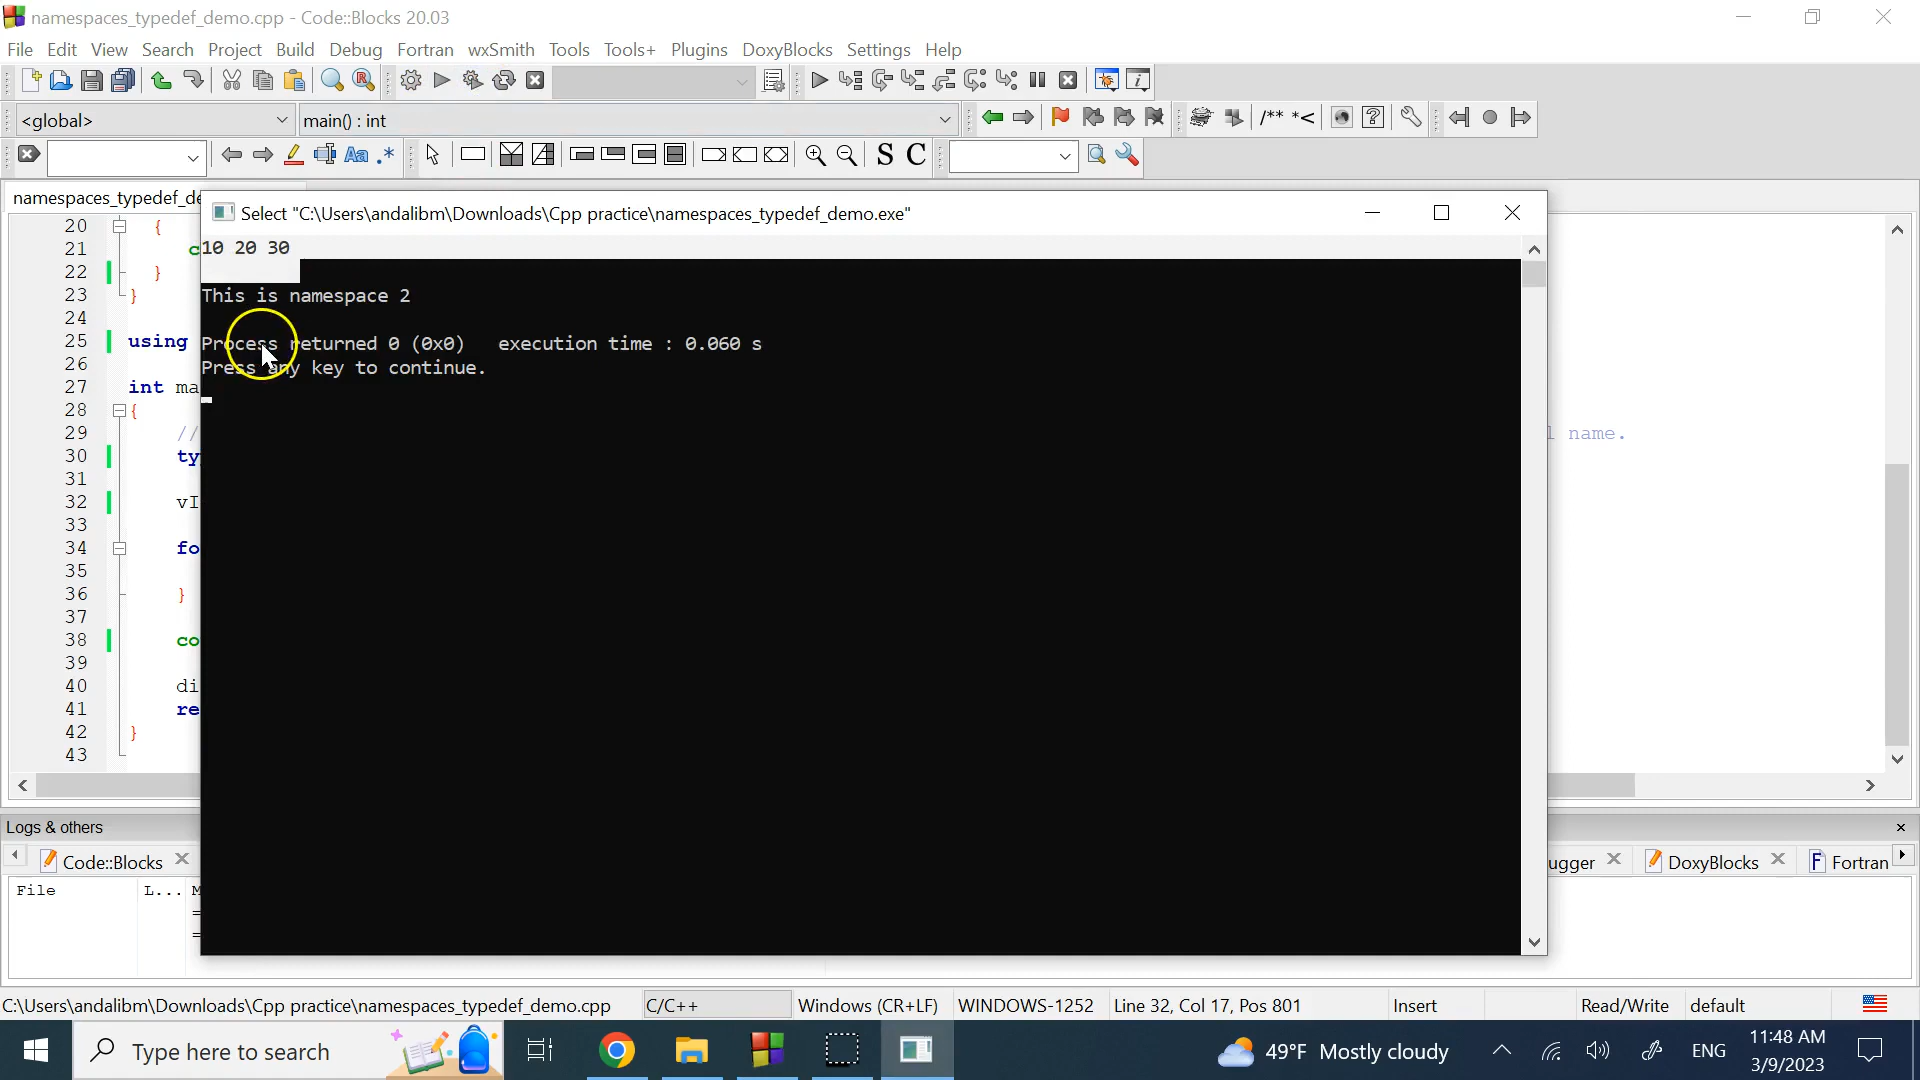 namespaces_typedef_demo.cpp - Code::Blocks 20.03
File Edit View Search Project Build Debug Fortran wxSmith Tools Tools+ Plugins DoxyBlocks Settings Help
<global> main() : int /** *<
Aa .* S C
namespaces_typedef_de
Select "C:\Users\andalibm\Downloads\Cpp practice\namespaces_typedef_demo.exe"
10 20 30
This is namespace 2
Process returned 0 (0x0) execution time : 0.060 s
Press any key to continue.
20 {
21 c
22 }
23 }
24
25 using
26
27 int ma
28 {
29 // l name.
30 ty
31
32 vI
33
34 fo
35
36 }
37
38 co
39
40 di
41 re
42 }
43
Logs & others
Code::Blocks ugger DoxyBlocks Fortran
File L... M
=
=
C:\Users\andalibm\Downloads\Cpp practice\namespaces_typedef_demo.cpp C/C++ Windows (CR+LF) WINDOWS-1252 Line 32, Col 17, Pos 801 Insert Read/Write default
Type here to search 49°F Mostly cloudy ENG 11:48 AM
3/9/2023